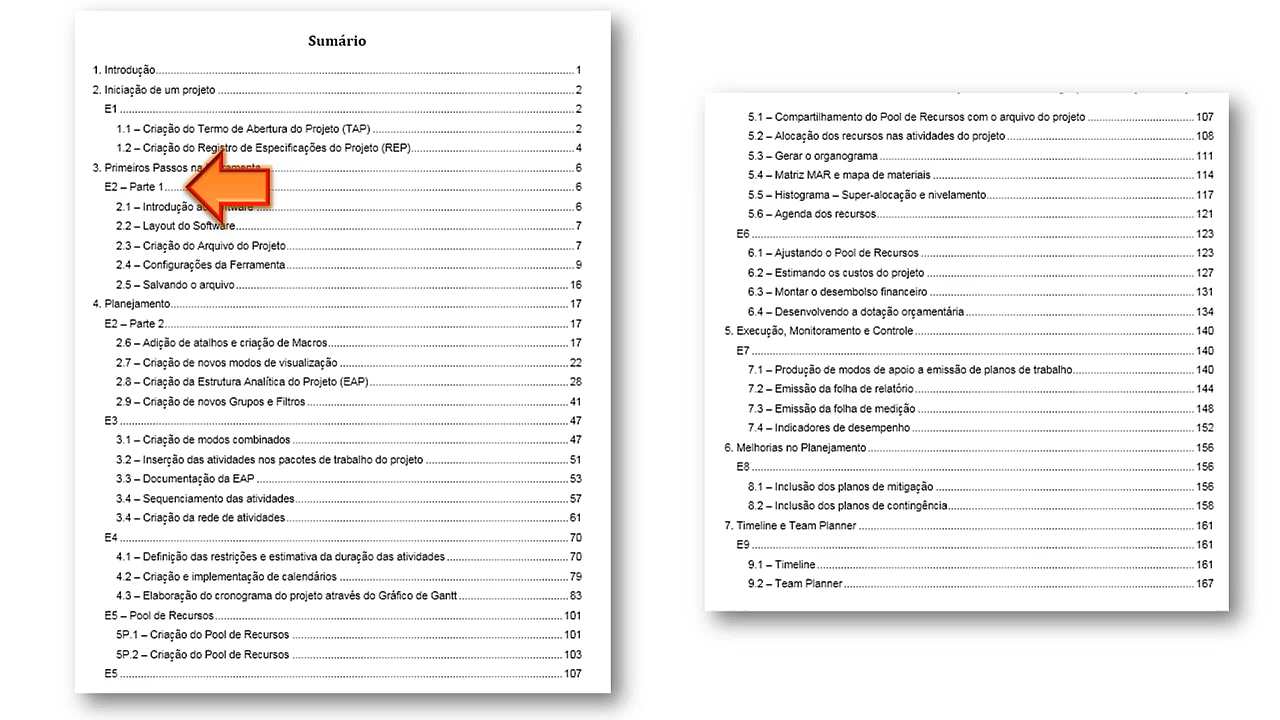 Sumário
1. Introdução 1
2. Iniciação de um projeto 2
E1 2
1.1 – Criação do Termo de Abertura do Projeto (TAP) 2
1.2 – Criação do Registro de Especificações do Projeto (REP) 4
3. Primeiros Passos na 6
E2 – Parte 1 6
2.1 – Introdução 6
2.2 – Layout do Software 7
2.3 – Criação do Arquivo do Projeto 7
2.4 – Configurações da Ferramenta 9
2.5 – Salvando o arquivo 16
4. Planejamento 17
E2 – Parte 2 17
2.6 – Adição de atalhos e criação de Macros 17
2.7 – Criação de novos modos de visualização 22
2.8 – Criação da Estrutura Analítica do Projeto (EAP) 28
2.9 – Criação de novos Grupos e Filtros 41
E3 47
3.1 – Criação de modos combinados 47
3.2 – Inserção das atividades nos pacotes de trabalho do projeto 51
3.3 – Documentação da EAP 53
3.4 – Sequenciamento das atividades 57
3.4 – Criação da rede de atividades 61
E4 70
4.1 – Definição das restrições e estimativa da duração das atividades 70
4.2 – Criação e implementação de calendários 79
4.3 – Elaboração do cronograma do projeto através do Gráfico de Gantt 83
E5 – Pool de Recursos 101
5P.1 – Criação do Pool de Recursos 101
5P.2 – Criação do Pool de Recursos 103
E5 107
5.1 – Compartilhamento do Pool de Recursos com o arquivo do projeto 107
5.2 – Alocação dos recursos nas atividades do projeto 108
5.3 – Gerar o organograma 111
5.4 – Matriz MAR e mapa de materiais 114
5.5 – Histograma – Super-alocação e nivelamento 117
5.6 – Agenda dos recursos 121
E6 123
6.1 – Ajustando o Pool de Recursos 123
6.2 – Estimando os custos do projeto 127
6.3 – Montar o desembolso financeiro 131
6.4 – Desenvolvendo a dotação orçamentária 134
5. Execução, Monitoramento e Controle 140
E7 140
7.1 – Produção de modos de apoio a emissão de planos de trabalho 140
7.2 – Emissão da folha de relatório 144
7.3 – Emissão da folha de medição 148
7.4 – Indicadores de desempenho 152
6. Melhorias no Planejamento 156
E8 156
8.1 – Inclusão dos planos de mitigação 156
8.2 – Inclusão dos planos de contingência 158
7. Timeline e Team Planner 161
E9 161
9.1 – Timeline 161
9.2 – Team Planner 167